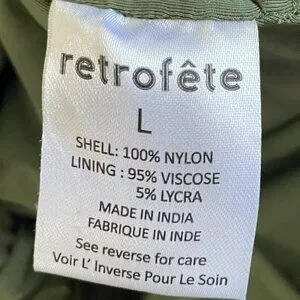 retrofête
L
SHELL: 100% NYLON
LINING : 95% VISCOSE
5% LYCRA
MADE IN INDIA
FABRIQUE EN INDE
See reverse for care
Voir L' Inverse Pour Le Soin